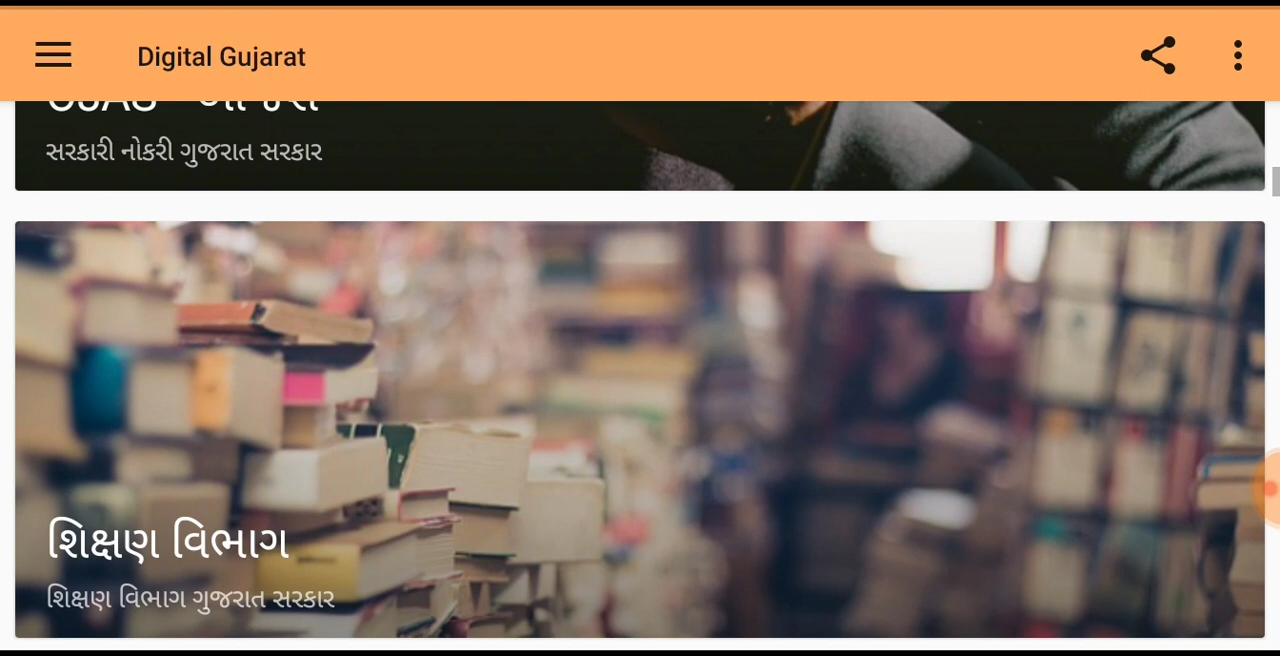 Digital Gujarat
સરકારી નોકરી ગુજરાત સરકાર
શિક્ષણ વિભાગ
શિક્ષણ વિભાગ ગુજરાત સરકાર